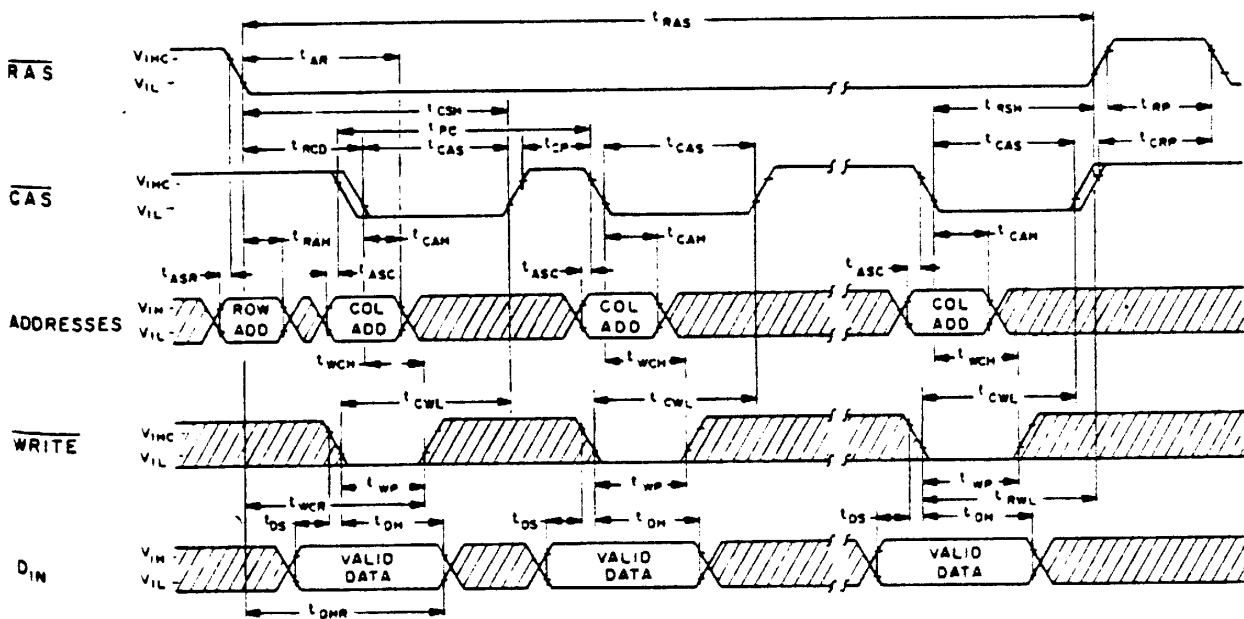 tRAS
RAS
VIHC
VIL
tAR
tCSH
tRSH
tRP
tPC
tRCD
tCAS
tCP
tCAS
tCAS
tCRP
CAS
VIHC
VIL
tRAH
tCAH
tCAH
tCAH
tASR
tASC
tASC
tASC
ADDRESSES
VIH
VIL
ROW ADD
COL ADD
COL ADD
COL ADD
tWCH
tWCH
tWCH
tCWL
tCWL
tCWL
WRITE
VIHC
VIL
tWP
tWP
tWP
tWCR
tRWL
tDS
tDH
tDS
tDH
tDS
tDH
DIN
VIH
VIL
VALID DATA
VALID DATA
VALID DATA
tDHR